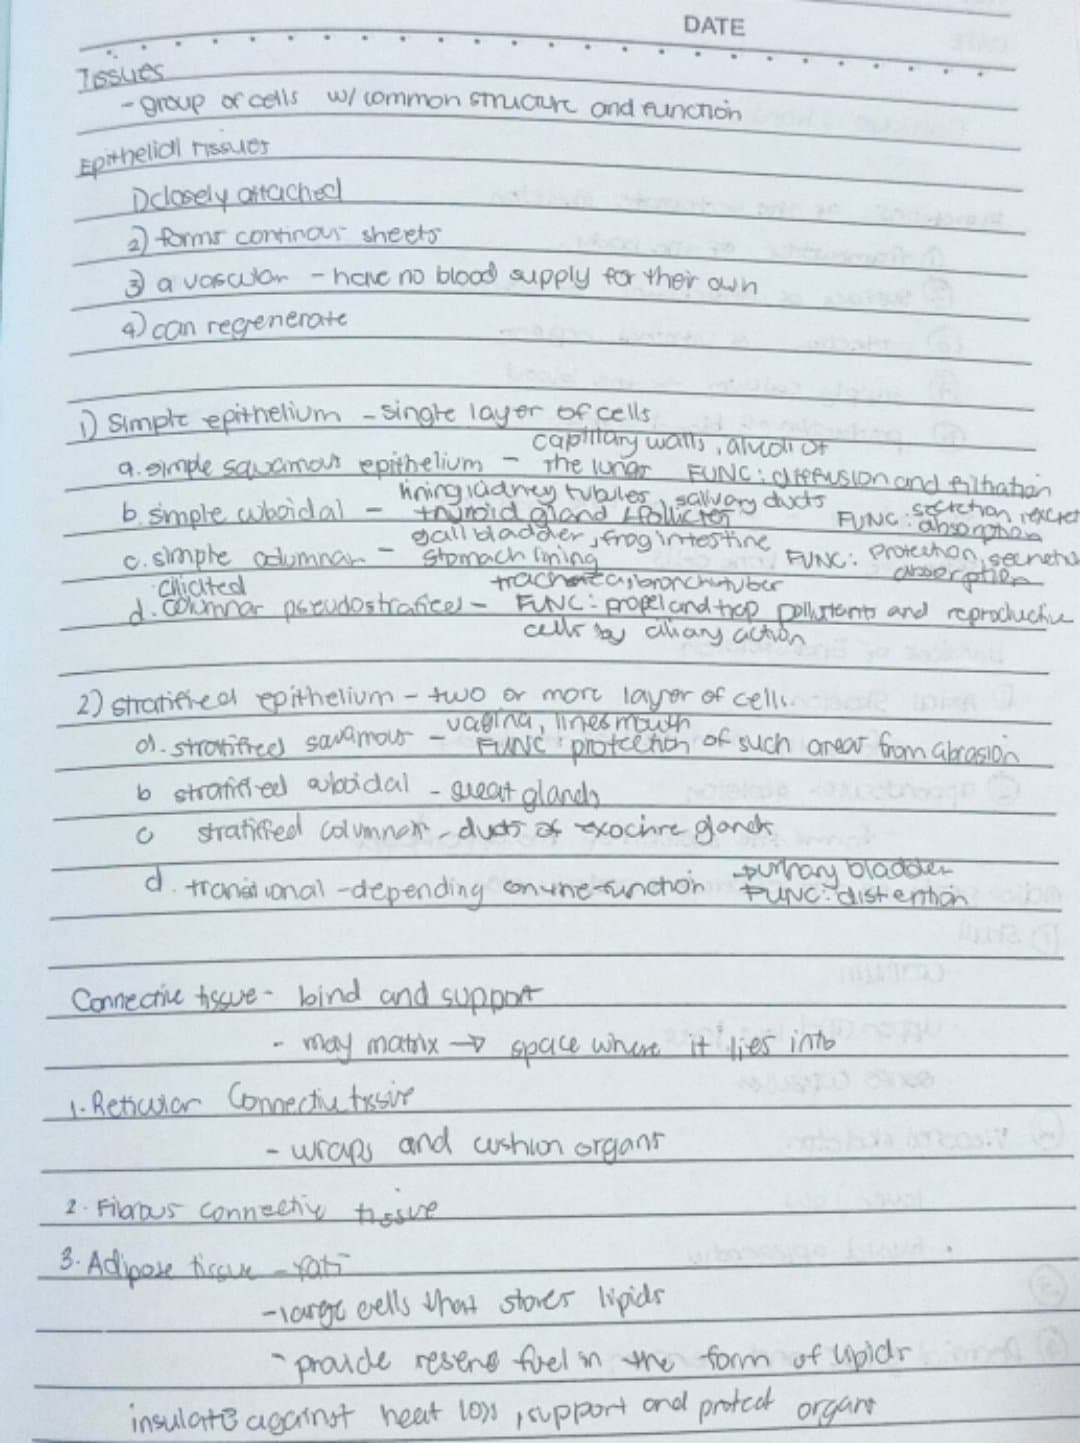 DATE
Tissues
- group of cells w/ common structure and function
Epithelial tissues
1) closely attached
2) forms continous sheets
3) avascular - have no blood supply for their own
4) can regenerate
1) Simple epithelium - single layer of cells
capillary walls, alveoli of
a. simple squamous epithelium - the lungs FUNC: diffusion and filtration
lining kidney tubules, salivary ducts secretion, excret
b. simple cuboidal - thyroid gland follicles FUNC: absorption
gall bladder, frog intestine protection, secretio
c. simple columnar - stomach lining FUNC: absorption
ciliated bronchi
d. columnar pseudostratified - FUNC: propel and trap pollutants and reproductive
cells by ciliary action
2) stratified epithelium - two or more layer of cells
vagina, lines mouth
a. stratified squamous - FUNC protection of such areas from abrasion
b stratified cuboidal - sweat glands
c stratified columnar - ducts of exocrine glands
- urinary bladder
d. transitional - depending on the function FUNC: distention
Connective tissue - bind and support
- may matrix → space where it lies into
1. Reticular Connective tissue
- wraps and cushion organs
2. Fibrous connective tissue
3. Adipose tissue - fats
- large cells that stores lipids
- provide reserve fuel in the form of lipids
insulate against heat loss, support and protect organs